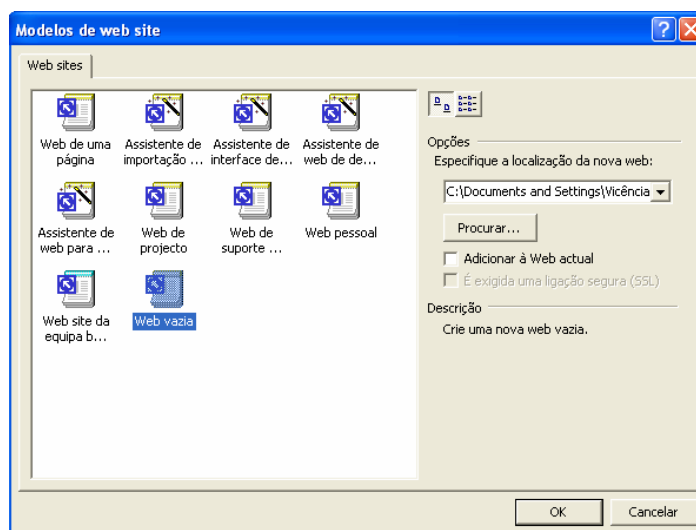 Modelos de web site
Web sites
Web de uma
página
Assistente de
importação ...
Assistente de
interface de...
Assistente de
web de de...
Assistente de
web para ...
Web de
projecto
Web de
suporte ...
Web pessoal
Web site da
equipa b...
Web vazia
Opções
Especifique a localização da nova web:
C:\Documents and Settings\Vicência
Procurar...
Adicionar à Web actual
É exigida uma ligação segura (SSL)
Descrição
Crie uma nova web vazia.
OK
Cancelar